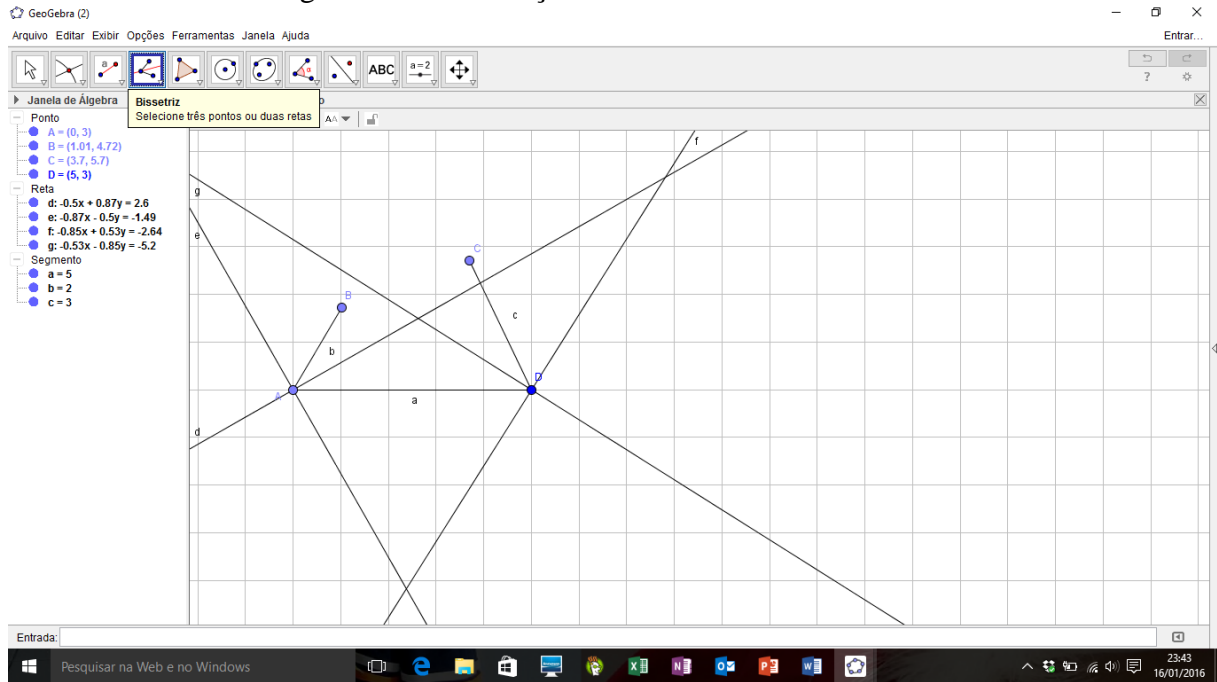 GeoGebra (2)
Arquivo Editar Exibir Opções Ferramentas Janela Ajuda
Entrar...
a
ABC
a=2
?
Janela de Álgebra
Bissetriz
Selecione três pontos ou duas retas
Ponto
A = (0, 3)
B = (1.01, 4.72)
C = (3.7, 5.7)
D = (5, 3)
Reta
d: -0.5x + 0.87y = 2.6
e: -0.87x - 0.5y = -1.49
f: -0.85x + 0.53y = -2.64
g: -0.53x - 0.85y = -5.2
Segmento
a = 5
b = 2
c = 3
f
g
e
C
B
c
b
D
A
a
d
Entrada:
Pesquisar na Web e no Windows
23:43
16/01/2016